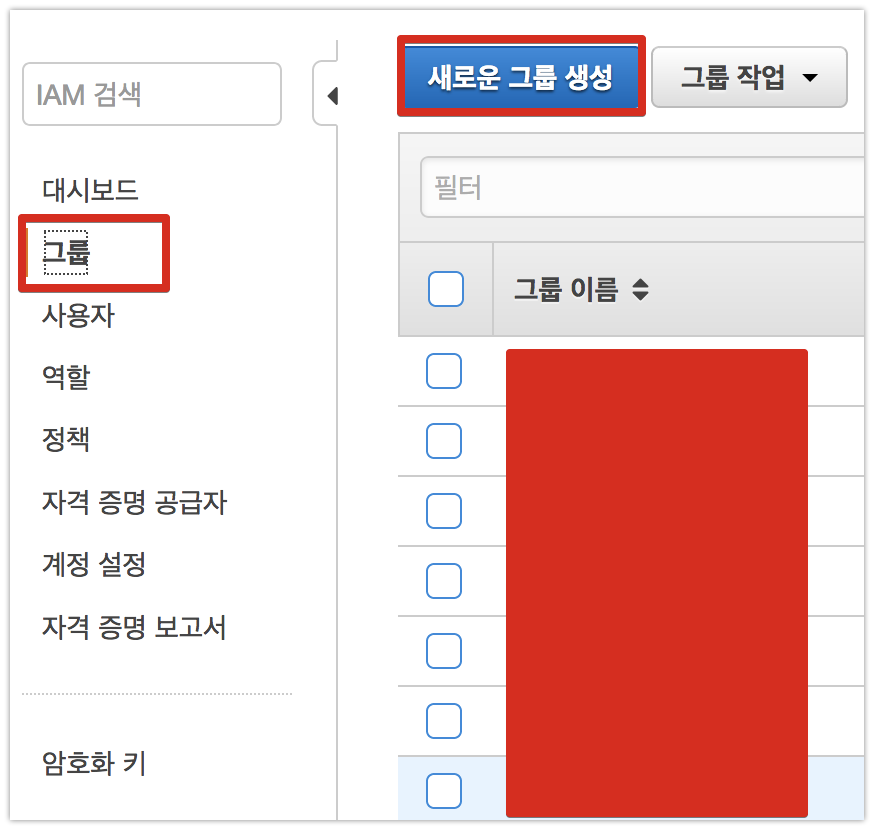 IAM 검색
대시보드
그룹
사용자
역할
정책
자격 증명 공급자
계정 설정
자격 증명 보고서
암호화 키
새로운 그룹 생성
그룹 작업
필터
그룹 이름